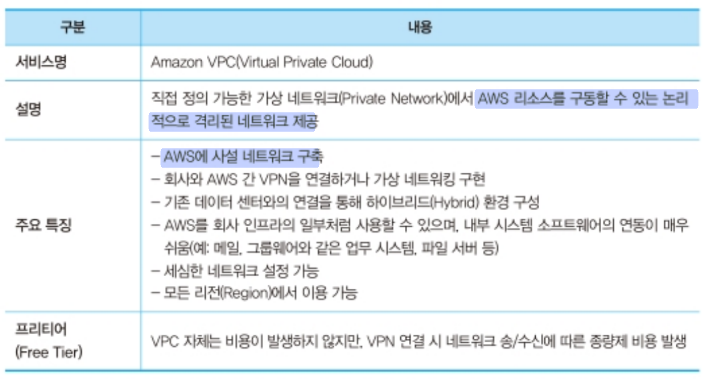 구분
내용
서비스명
Amazon VPC(Virtual Private Cloud)
설명
직접 정의 가능한 가상 네트워크(Private Network)에서 AWS 리소스를 구동할 수 있는 논리
적으로 격리된 네트워크 제공
주요 특징
– AWS에 사설 네트워크 구축
– 회사와 AWS 간 VPN을 연결하거나 가상 네트워킹 구현
– 기존 데이터 센터와의 연결을 통해 하이브리드(Hybrid) 환경 구성
– AWS를 회사 인프라의 일부처럼 사용할 수 있으며, 내부 시스템 소프트웨어의 연동이 매우
쉬움(예: 메일, 그룹웨어와 같은 업무 시스템, 파일 서버 등)
– 세심한 네트워크 설정 가능
– 모든 리전(Region)에서 이용 가능
프리티어
(Free Tier)
VPC 자체는 비용이 발생하지 않지만, VPN 연결 시 네트워크 송/수신에 따른 종량제 비용 발생